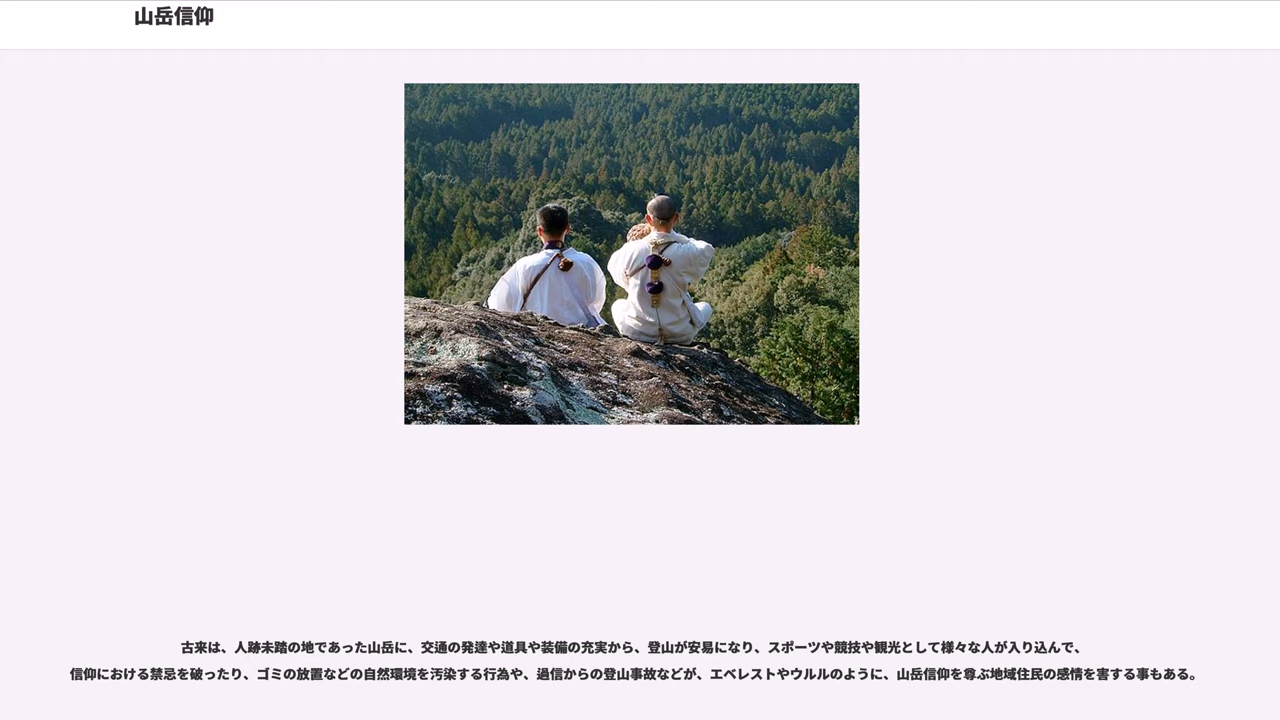 山岳信仰
古来は、人跡未踏の地であった山岳に、交通の発達や道具や装備の充実から、登山が安易になり、スポーツや競技や観光として様々な人が入り込んで、
信仰における禁忌を破ったり、ゴミの放置などの自然環境を汚染する行為や、過信からの登山事故などが、エベレストやウルルのように、山岳信仰を尊ぶ地域住民の感情を害する事もある。